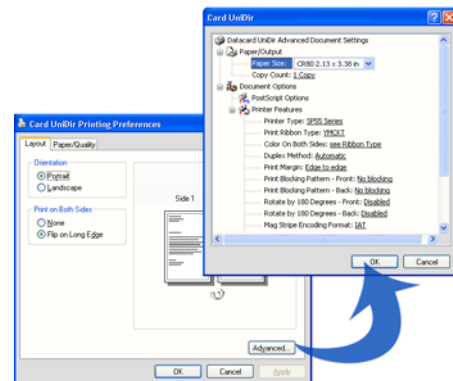 Card UniDir
Datacard UniDir Advanced Document Settings
Paper/Output
Paper Size: CR80 2.13 x 3.38 in
Copy Count: 1 Copy
Document Options
PostScript Options
Printer Features
Printer Type: SP55 Series
Print Ribbon Type: YMCKT
Color On Both Sides: see Ribbon Type
Duplex Method: Automatic
Print Margin: Edge to edge
Print Blocking Pattern - Front: No blocking
Print Blocking Pattern - Back: No blocking
Rotate by 180 Degrees - Front: Disabled
Rotate by 180 Degrees - Back: Disabled
Mag Stripe Encoding Format: IAT
OK Cancel
Card UniDir Printing Preferences
Layout Paper/Quality
Orientation
Portrait
Landscape
Print on Both Sides
None
Flip on Long Edge
Side 1
Advanced...
OK Cancel Apply